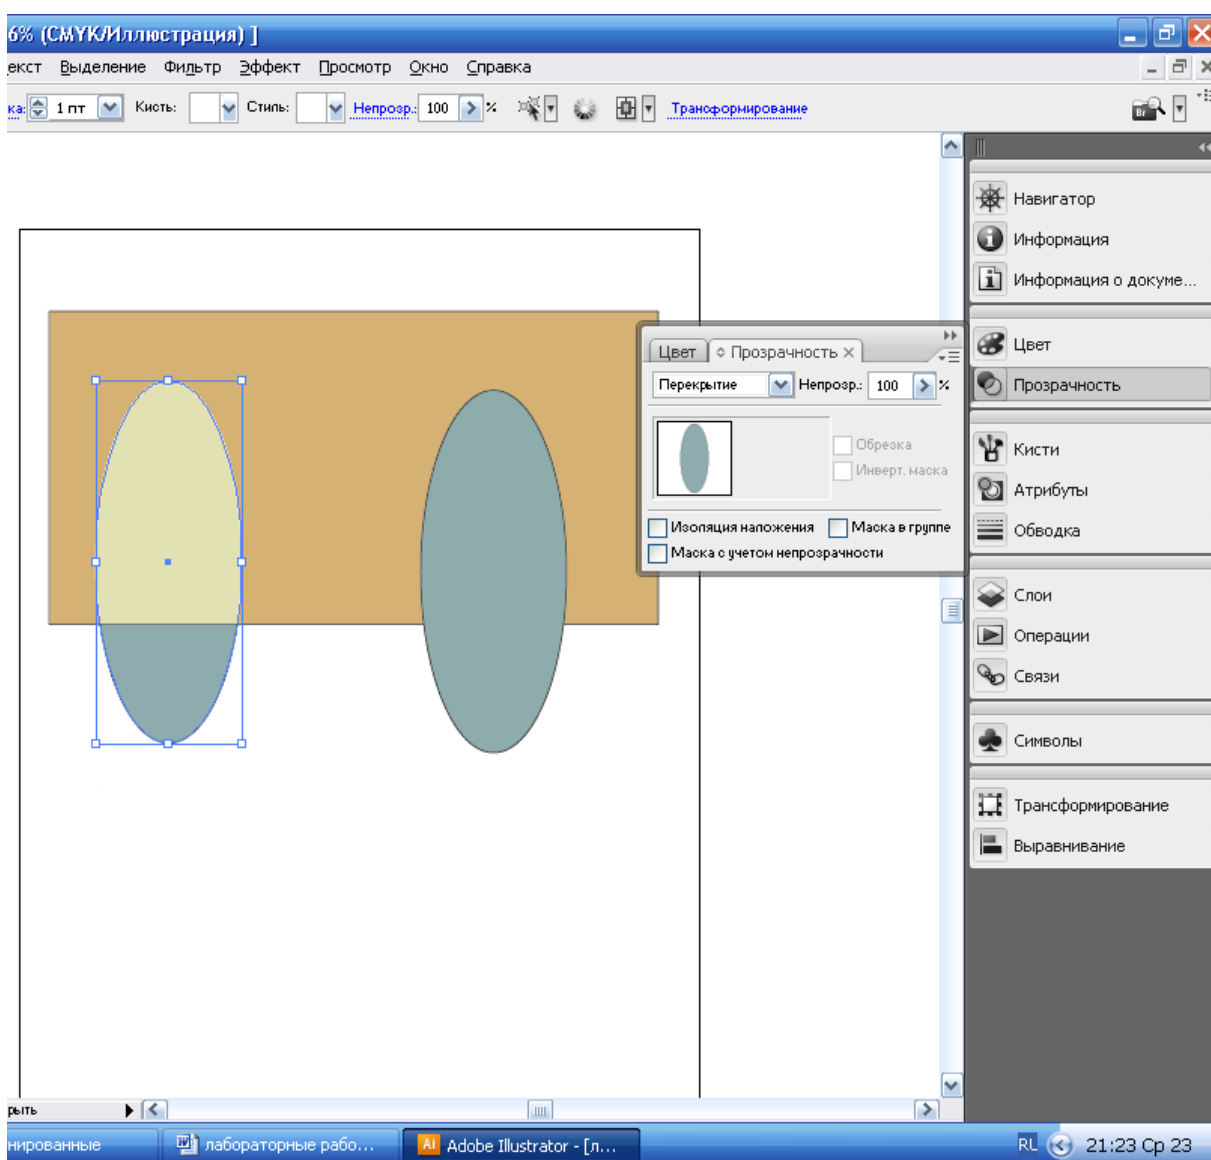 6% (CMYK/Иллюстрация) ]
екст Выделение Фильтр Эффект Просмотр Окно Справка
ка: 1 пт Кисть: Стиль: Непрозр.: 100 % Трансформирование
Br
Навигатор
Информация
Информация о докуме...
Цвет
Прозрачность
Кисти
Атрибуты
Обводка
Слои
Операции
Связи
Символы
Трансформирование
Выравнивание
Цвет Прозрачность
Перекрытие Непрозр.: 100 %
Обрезка
Инверт. маска
Изоляция наложения Маска в группе
Маска с учетом непрозрачности
рыть
нированные лабораторные рабо... Ai Adobe Illustrator - [л... RL 21:23 Ср 23